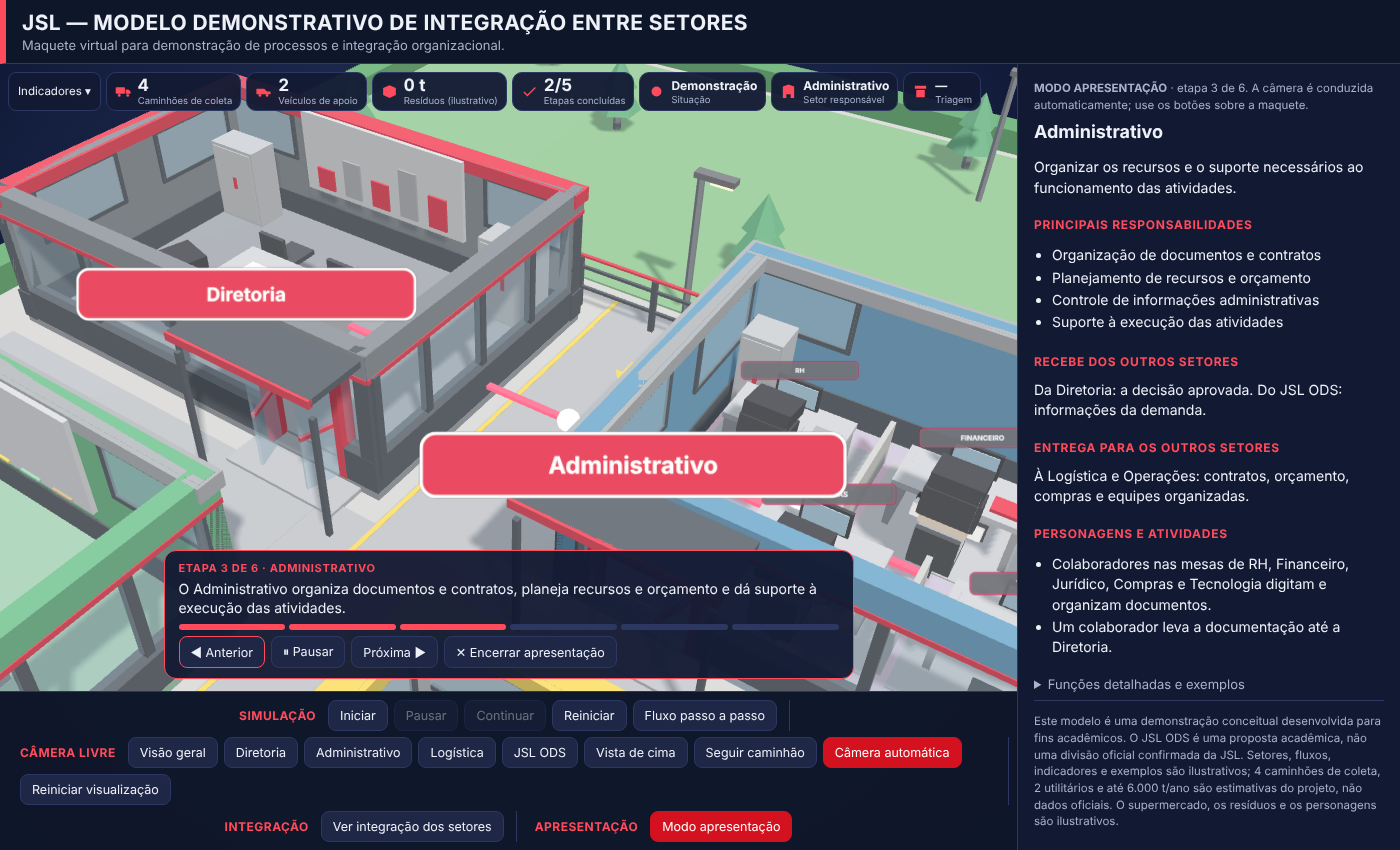 JSL — MODELO DEMONSTRATIVO DE INTEGRAÇÃO ENTRE SETORES
Maquete virtual para demonstração de processos e integração organizacional.
Indicadores ▾
4
Caminhões de coleta
2
Veículos de apoio
0 t
Resíduos (ilustrativo)
2/5
Etapas concluídas
Demonstração
Situação
Administrativo
Setor responsável
—
Triagem
Diretoria
RH
FINANCEIRO
Administrativo
ETAPA 3 DE 6 · ADMINISTRATIVO
O Administrativo organiza documentos e contratos, planeja recursos e orçamento e dá suporte à
execução das atividades.
◀ Anterior
⏸ Pausar
Próxima ▶
✕ Encerrar apresentação
SIMULAÇÃO
Iniciar
Pausar
Continuar
Reiniciar
Fluxo passo a passo
CÂMERA LIVRE
Visão geral
Diretoria
Administrativo
Logística
JSL ODS
Vista de cima
Seguir caminhão
Câmera automática
Reiniciar visualização
INTEGRAÇÃO
Ver integração dos setores
APRESENTAÇÃO
Modo apresentação
MODO APRESENTAÇÃO · etapa 3 de 6. A câmera é conduzida
automaticamente; use os botões sobre a maquete.
Administrativo
Organizar os recursos e o suporte necessários ao
funcionamento das atividades.
PRINCIPAIS RESPONSABILIDADES
• Organização de documentos e contratos
• Planejamento de recursos e orçamento
• Controle de informações administrativas
• Suporte à execução das atividades
RECEBE DOS OUTROS SETORES
Da Diretoria: a decisão aprovada. Do JSL ODS:
informações da demanda.
ENTREGA PARA OS OUTROS SETORES
À Logística e Operações: contratos, orçamento,
compras e equipes organizadas.
PERSONAGENS E ATIVIDADES
• Colaboradores nas mesas de RH, Financeiro,
Jurídico, Compras e Tecnologia digitam e
organizam documentos.
• Um colaborador leva a documentação até a
Diretoria.
▶ Funções detalhadas e exemplos
Este modelo é uma demonstração conceitual desenvolvida para
fins acadêmicos. O JSL ODS é uma proposta acadêmica, não
uma divisão oficial confirmada da JSL. Setores, fluxos,
indicadores e exemplos são ilustrativos; 4 caminhões de coleta,
2 utilitários e até 6.000 t/ano são estimativas do projeto, não
dados oficiais. O supermercado, os resíduos e os personagens
são ilustrativos.